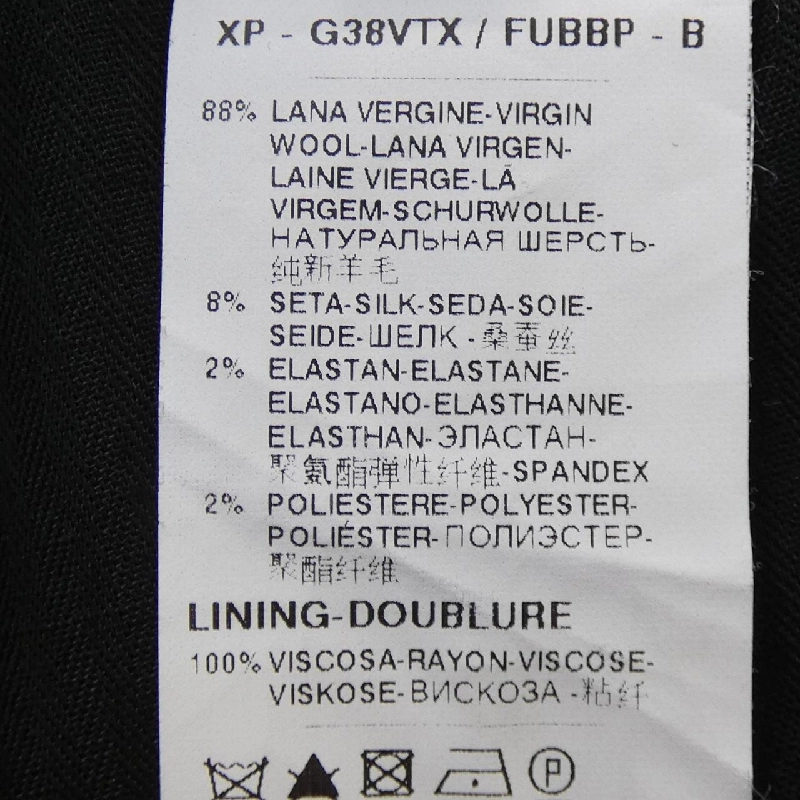 XP - G38VTX / FUBBP - B
88% LANA VERGINE-VIRGIN
WOOL-LANA VIRGEN-
LAINE VIERGE-LÃ
VIRGEM-SCHURWOLLE-
НАТУРАЛЬНАЯ ШЕРСТЬ-
纯新羊毛
8% SETA-SILK-SEDA-SOIE-
SEIDE-ШЕЛК -桑蚕丝
2% ELASTAN-ELASTANE-
ELASTANO-ELASTHANNE-
ELASTHAN-ЭЛАСТАН-
聚氨酯弹性纤维-SPANDEX
2% POLIESTERE-POLYESTER-
POLIÉSTER-ПОЛИЭСТЕР-
聚酯纤维
LINING-DOUBLURE
100% VISCOSA-RAYON-VISCOSE-
VISKOSE-ВИСКОЗА -粘纤
P